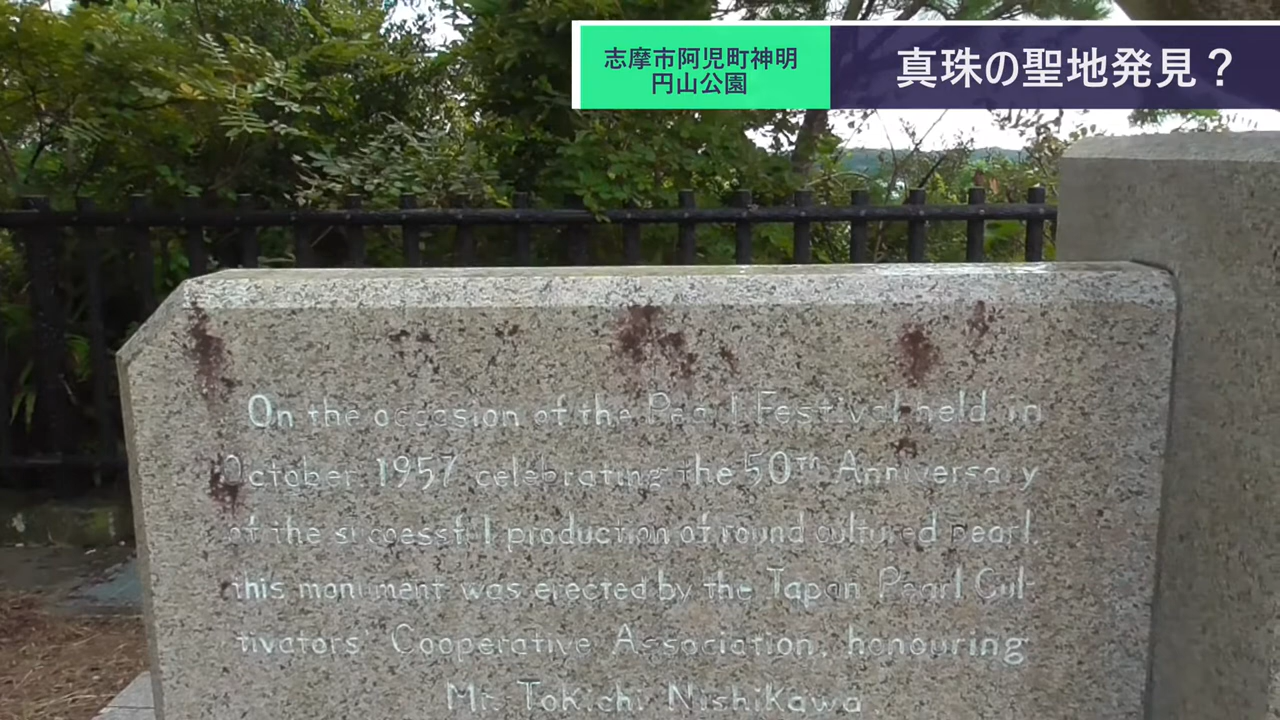 志摩市阿児町神明
円山公園
真珠の聖地発見？
On the occasion of the Pearl Festival held in
October 1957 celebrating the 50th Anniversary
of the successful production of round cultured pearl,
this monument was erected by the Japan Pearl Cul-
tivators' Cooperative Association, honouring
Mr. Tokichi Nishikawa.